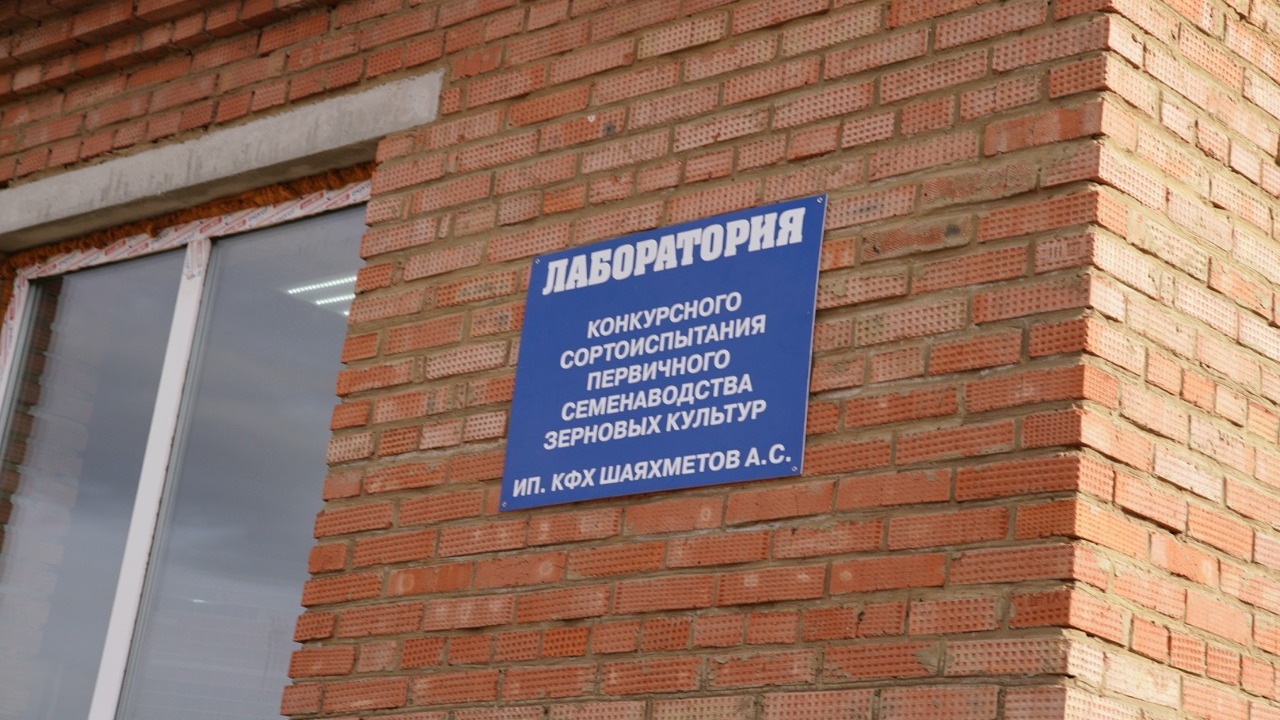 ЛАБОРАТОРИЯ
КОНКУРСНОГО
СОРТОИСПЫТАНИЯ
ПЕРВИЧНОГО
СЕМЕНАВОДСТВА
ЗЕРНОВЫХ КУЛЬТУР
ИП. КФХ ШАЯХМЕТОВ А.С.